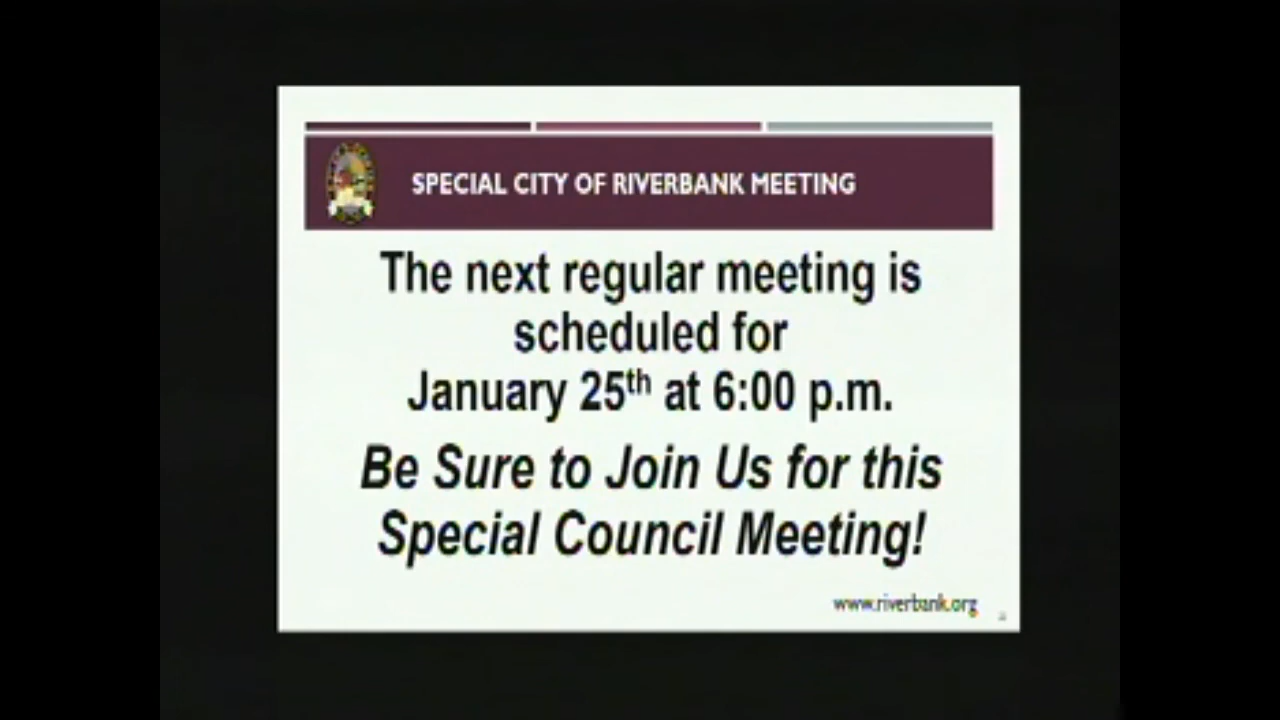 SPECIAL CITY OF RIVERBANK MEETING
The next regular meeting is
scheduled for
January 25th at 6:00 p.m.
Be Sure to Join Us for this
Special Council Meeting!
www.riverbank.org